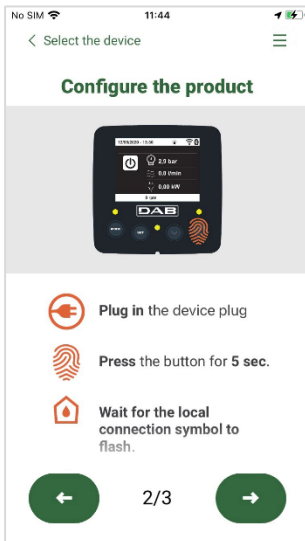 No SIM 11:44
Select the device
Configure the product
2,9 bar
0.0 l/min
0,00 kW
0 rpm
DAB
Plug in the device plug
Press the button for 5 sec.
Wait for the local
connection symbol to
flash.
2/3